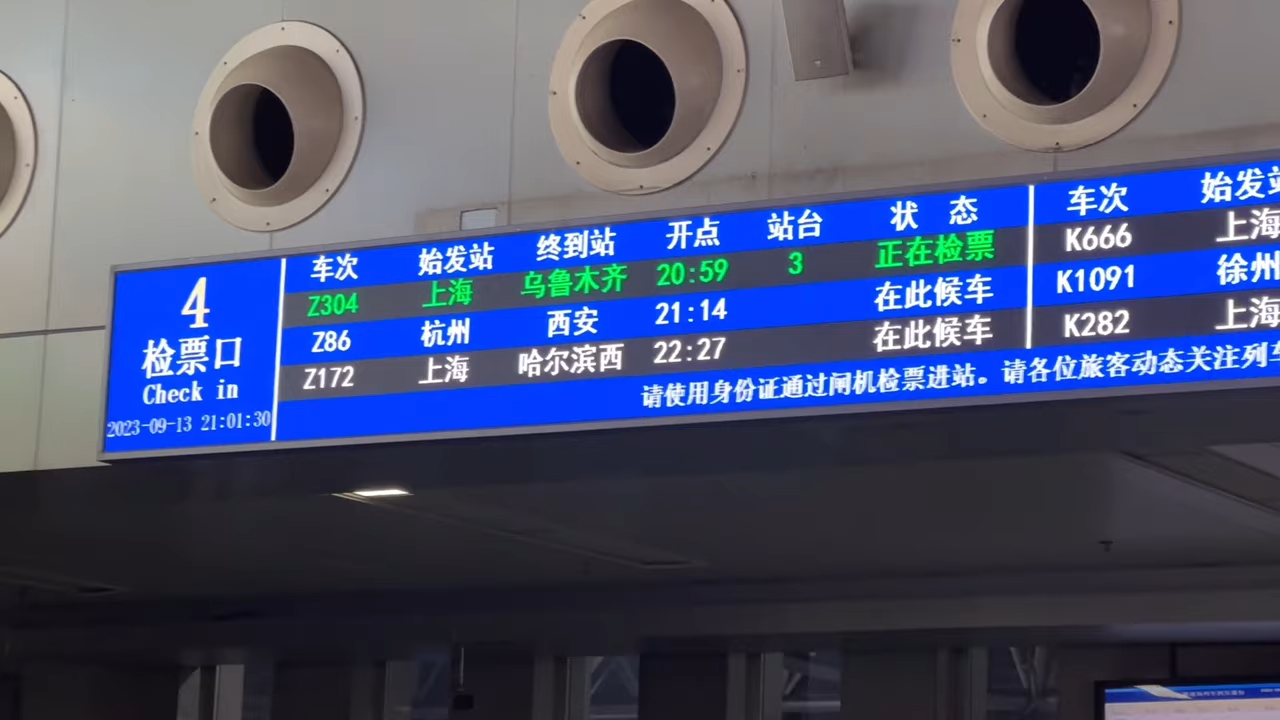 4
检票口
Check in
2023-09-13 21:01:30
车次 始发站 终到站 开点 站台 状 态
Z304 上海 乌鲁木齐 20:59 3 正在检票
Z86 杭州 西安 21:14 在此候车
Z172 上海 哈尔滨西 22:27 在此候车
请使用身份证通过闸机检票进站。请各位旅客动态关注列车
车次 始发站
K666 上海
K1091 徐州
K282 上海